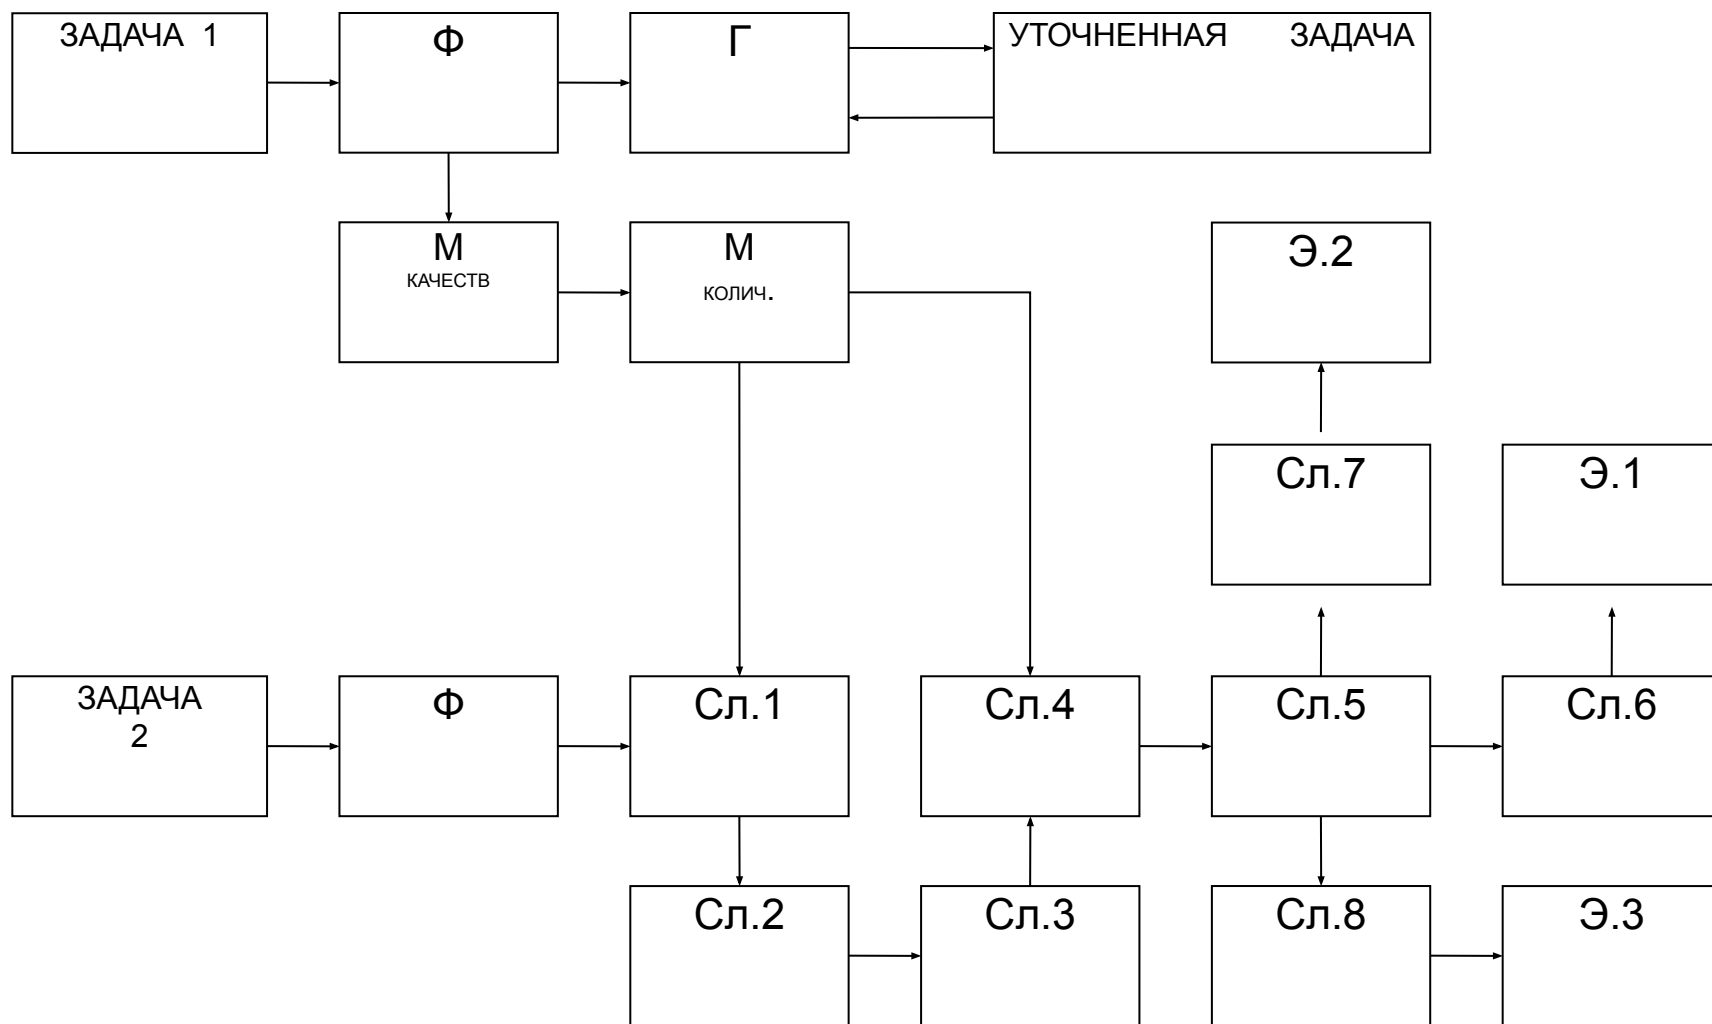 ЗАДАЧА 1
Ф
Г
УТОЧНЕННАЯ ЗАДАЧА
М
КАЧЕСТВ
М
КОЛИЧ.
Э.2
Сл.7
Э.1
ЗАДАЧА
2
Ф
Сл.1
Сл.4
Сл.5
Сл.6
Сл.2
Сл.3
Сл.8
Э.3